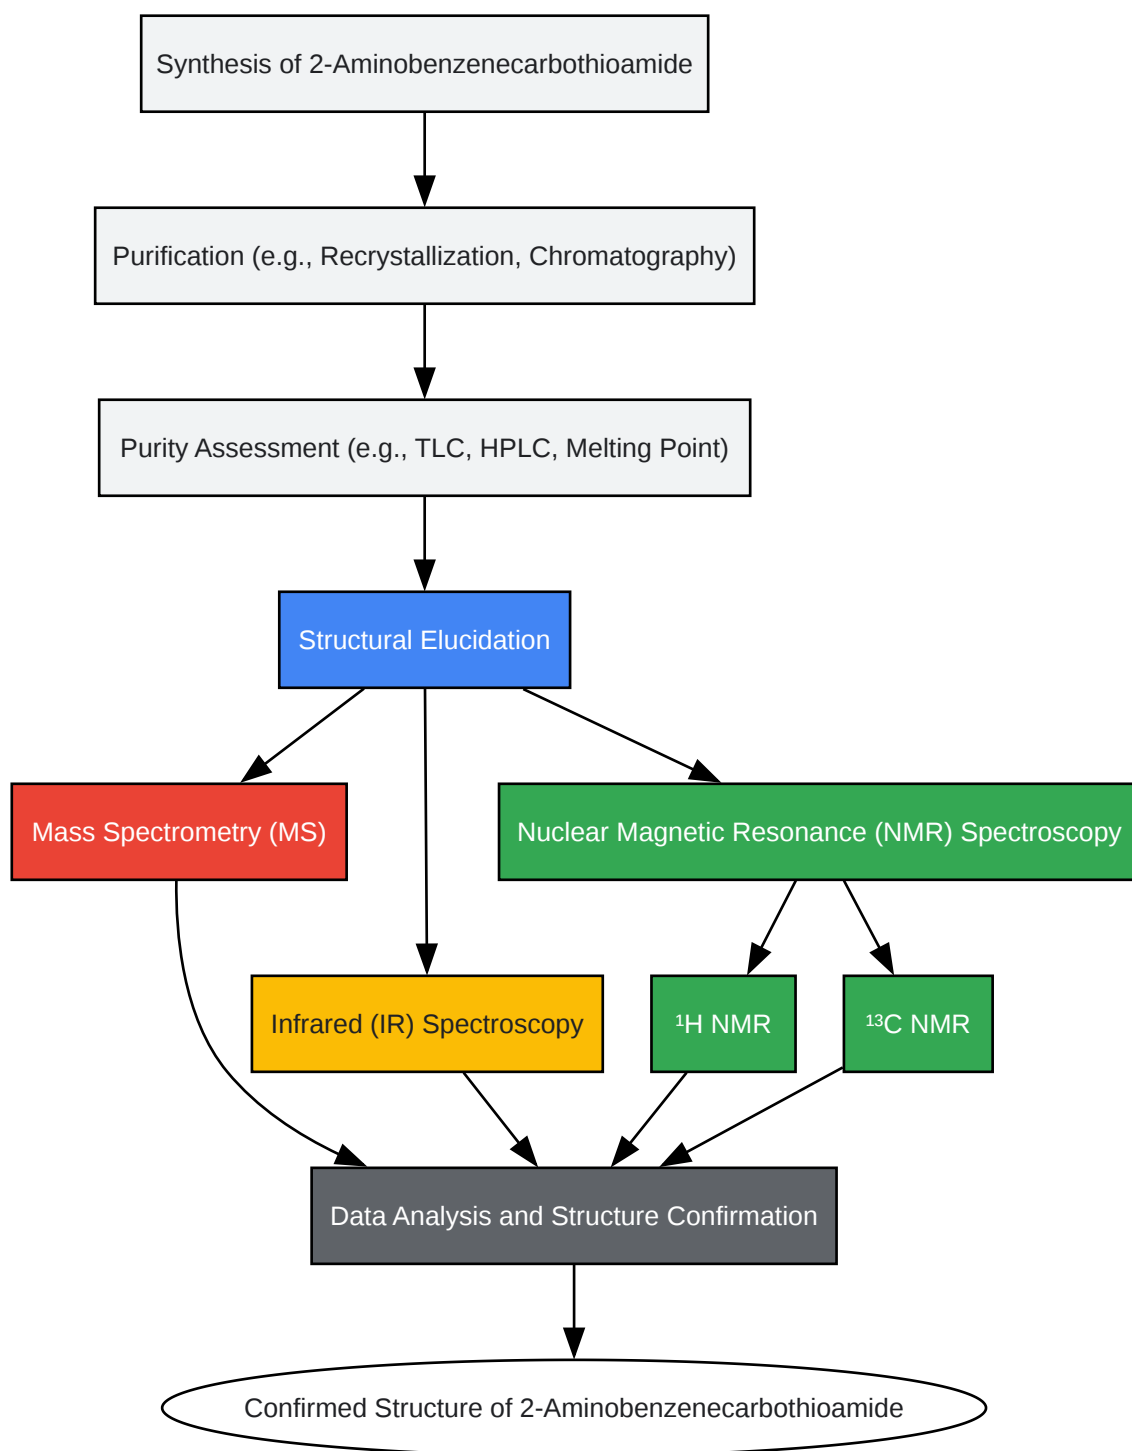 Synthesis of 2-Aminobenzenecarbothioamide
Purification (e.g., Recrystallization, Chromatography)
Purity Assessment (e.g., TLC, HPLC, Melting Point)
Structural Elucidation
Mass Spectrometry (MS)
Nuclear Magnetic Resonance (NMR) Spectroscopy
Infrared (IR) Spectroscopy
¹H NMR
¹³C NMR
Data Analysis and Structure Confirmation
Confirmed Structure of 2-Aminobenzenecarbothioamide